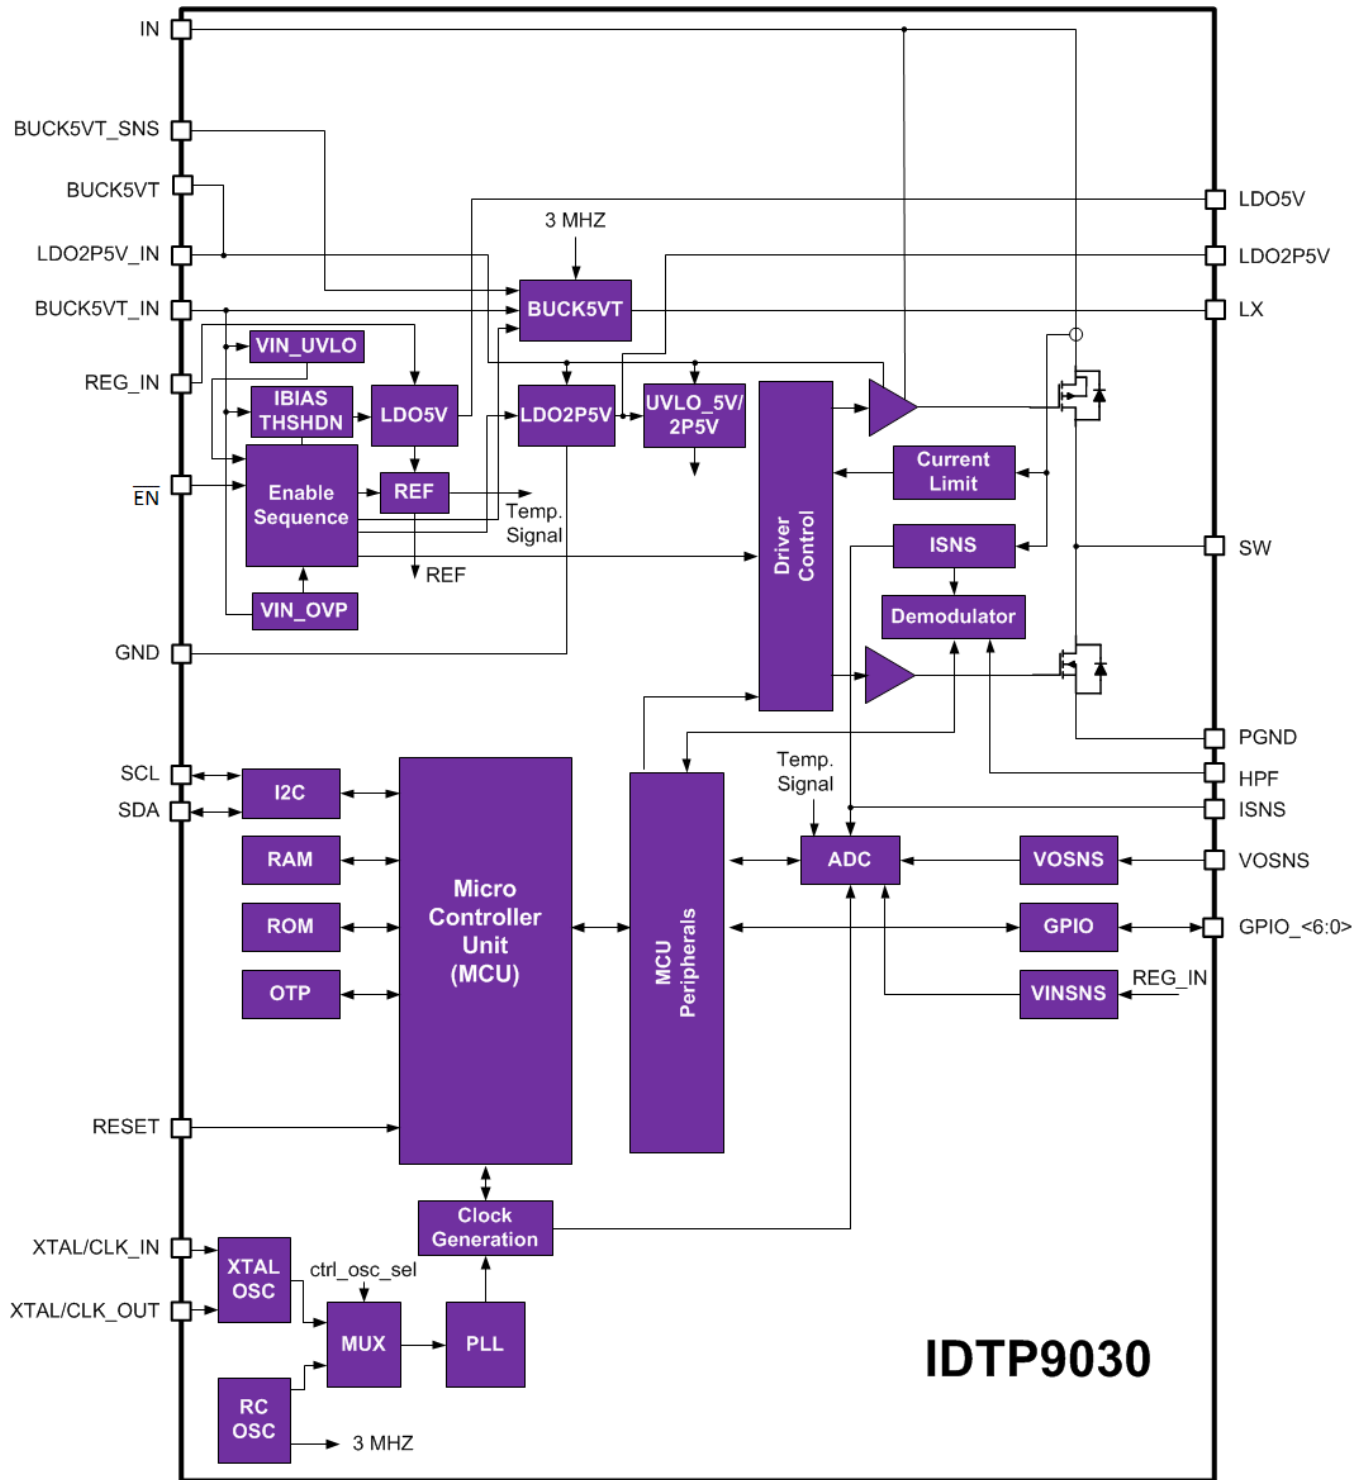 IN
BUCK5VT_SNS
BUCK5VT
LDO5V
3 MHZ
LDO2P5V_IN
LDO2P5V
BUCK5VT_IN
BUCK5VT
LX
VIN_UVLO
REG_IN
IBIAS
THSHDN
LDO5V
LDO2P5V
UVLO_5V/
2P5V
Current
Limit
EN
Enable
Sequence
REF
Temp.
Signal
Driver
Control
ISNS
SW
REF
VIN_OVP
Demodulator
GND
PGND
SCL
I2C
Temp.
Signal
HPF
SDA
ISNS
RAM
ADC
VOSNS
VOSNS
Micro
Controller
Unit
(MCU)
MCU
Peripherals
ROM
GPIO
GPIO_<6:0>
OTP
VINSNS
REG_IN
RESET
Clock
Generation
XTAL/CLK_IN
XTAL
OSC
ctrl_osc_sel
XTAL/CLK_OUT
MUX
PLL
IDTP9030
RC
OSC
3 MHZ